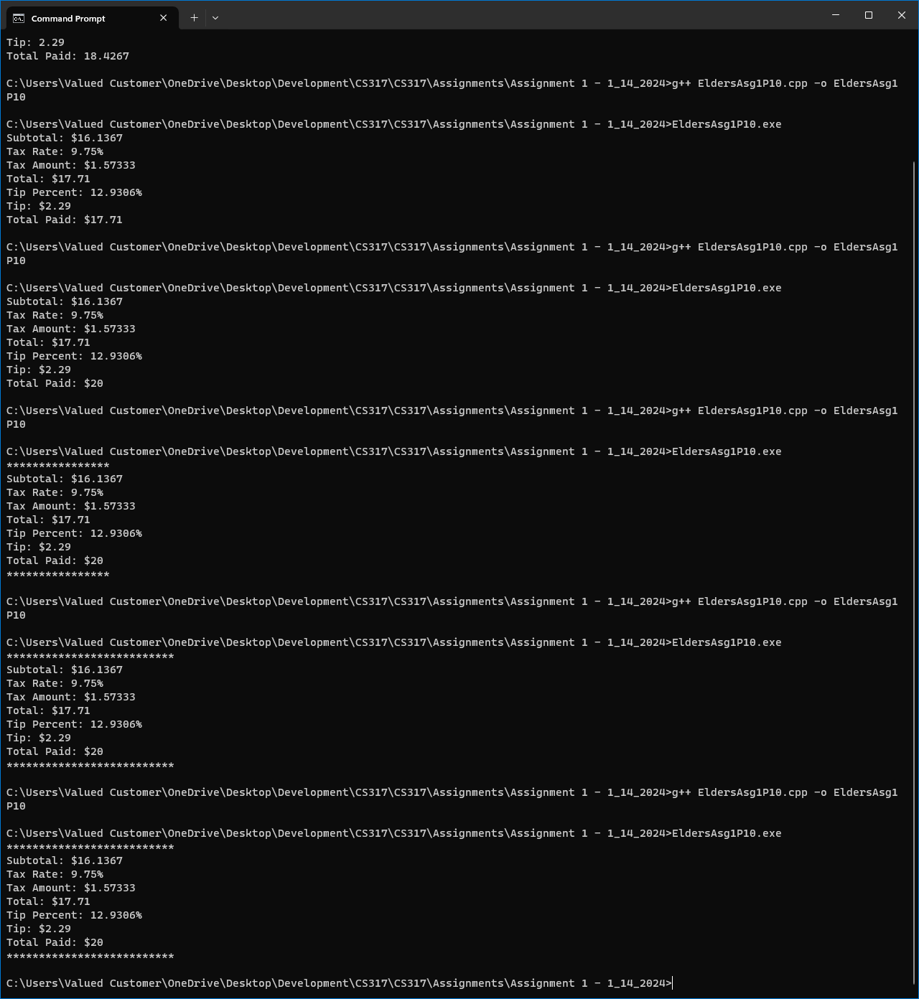 Command Prompt
Tip: 2.29
Total Paid: 18.4267
C:\Users\Valued Customer\OneDrive\Desktop\Development\CS317\CS317\Assignments\Assignment 1 - 1_14_2024>g++ EldersAsg1P10.cpp -o EldersAsg1
P10
C:\Users\Valued Customer\OneDrive\Desktop\Development\CS317\CS317\Assignments\Assignment 1 - 1_14_2024>EldersAsg1P10.exe
Subtotal: $16.1367
Tax Rate: 9.75%
Tax Amount: $1.57333
Total: $17.71
Tip Percent: 12.9306%
Tip: $2.29
Total Paid: $17.71
C:\Users\Valued Customer\OneDrive\Desktop\Development\CS317\CS317\Assignments\Assignment 1 - 1_14_2024>g++ EldersAsg1P10.cpp -o EldersAsg1
P10
C:\Users\Valued Customer\OneDrive\Desktop\Development\CS317\CS317\Assignments\Assignment 1 - 1_14_2024>EldersAsg1P10.exe
Subtotal: $16.1367
Tax Rate: 9.75%
Tax Amount: $1.57333
Total: $17.71
Tip Percent: 12.9306%
Tip: $2.29
Total Paid: $20
C:\Users\Valued Customer\OneDrive\Desktop\Development\CS317\CS317\Assignments\Assignment 1 - 1_14_2024>g++ EldersAsg1P10.cpp -o EldersAsg1
P10
C:\Users\Valued Customer\OneDrive\Desktop\Development\CS317\CS317\Assignments\Assignment 1 - 1_14_2024>EldersAsg1P10.exe
****************
Subtotal: $16.1367
Tax Rate: 9.75%
Tax Amount: $1.57333
Total: $17.71
Tip Percent: 12.9306%
Tip: $2.29
Total Paid: $20
****************
C:\Users\Valued Customer\OneDrive\Desktop\Development\CS317\CS317\Assignments\Assignment 1 - 1_14_2024>g++ EldersAsg1P10.cpp -o EldersAsg1
P10
C:\Users\Valued Customer\OneDrive\Desktop\Development\CS317\CS317\Assignments\Assignment 1 - 1_14_2024>EldersAsg1P10.exe
**************************
Subtotal: $16.1367
Tax Rate: 9.75%
Tax Amount: $1.57333
Total: $17.71
Tip Percent: 12.9306%
Tip: $2.29
Total Paid: $20
**************************
C:\Users\Valued Customer\OneDrive\Desktop\Development\CS317\CS317\Assignments\Assignment 1 - 1_14_2024>g++ EldersAsg1P10.cpp -o EldersAsg1
P10
C:\Users\Valued Customer\OneDrive\Desktop\Development\CS317\CS317\Assignments\Assignment 1 - 1_14_2024>EldersAsg1P10.exe
**************************
Subtotal: $16.1367
Tax Rate: 9.75%
Tax Amount: $1.57333
Total: $17.71
Tip Percent: 12.9306%
Tip: $2.29
Total Paid: $20
**************************
C:\Users\Valued Customer\OneDrive\Desktop\Development\CS317\CS317\Assignments\Assignment 1 - 1_14_2024>